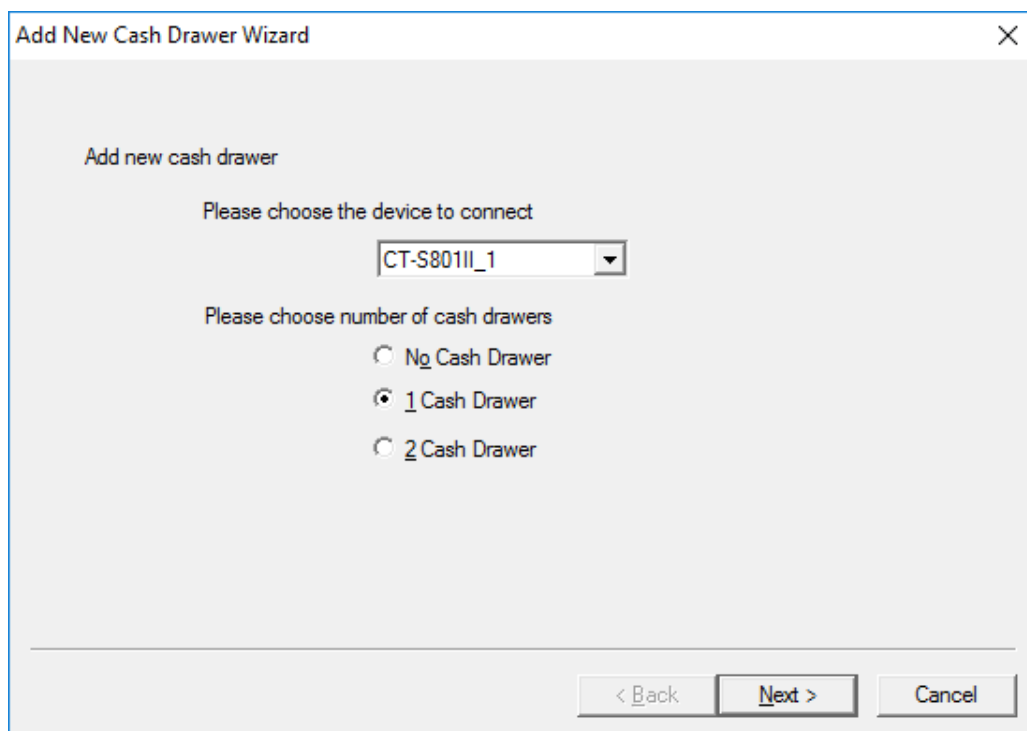 Add New Cash Drawer Wizard
Add new cash drawer
Please choose the device to connect
CT-S801II_1
Please choose number of cash drawers
No Cash Drawer
1 Cash Drawer
2 Cash Drawer
< Back Next > Cancel